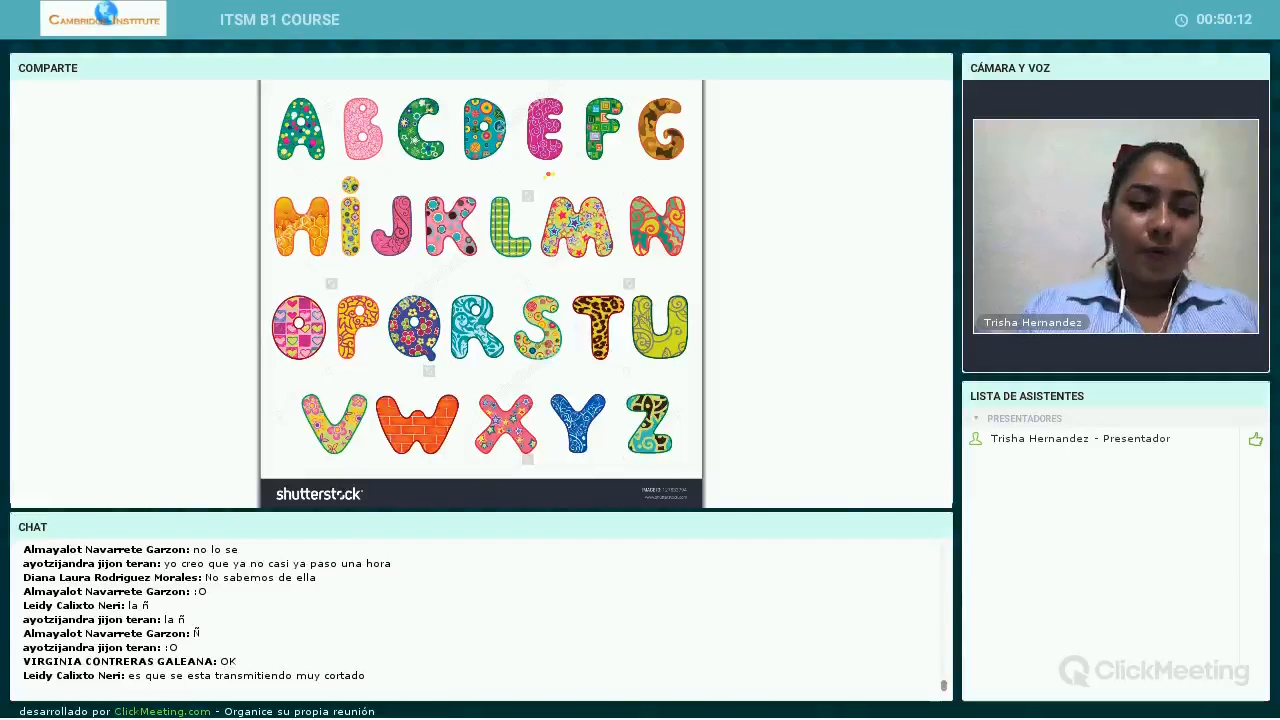 CAMBRIDGE INSTITUTE
ITSM B1 COURSE
00:50:12
COMPARTE
A B C D E F G
H i J K L M N
O P Q R S T U
V W X Y Z
shutterstock
CÁMARA Y VOZ
Trisha Hernandez
LISTA DE ASISTENTES
PRESENTADORES
Trisha Hernandez - Presentador
CHAT
Almayalot Navarrete Garzon: no lo se
ayotzijandra jijon teran: yo creo que ya no casi ya paso una hora
Diana Laura Rodriguez Morales: No sabemos de ella
Almayalot Navarrete Garzon: :O
Leidy Calixto Neri: la ñ
ayotzijandra jijon teran: la ñ
Almayalot Navarrete Garzon: Ñ
ayotzijandra jijon teran: :O
VIRGINIA CONTRERAS GALEANA: OK
Leidy Calixto Neri: es que se esta transmitiendo muy cortado
ClickMeeting
desarrollado por ClickMeeting.com - Organice su propia reunión